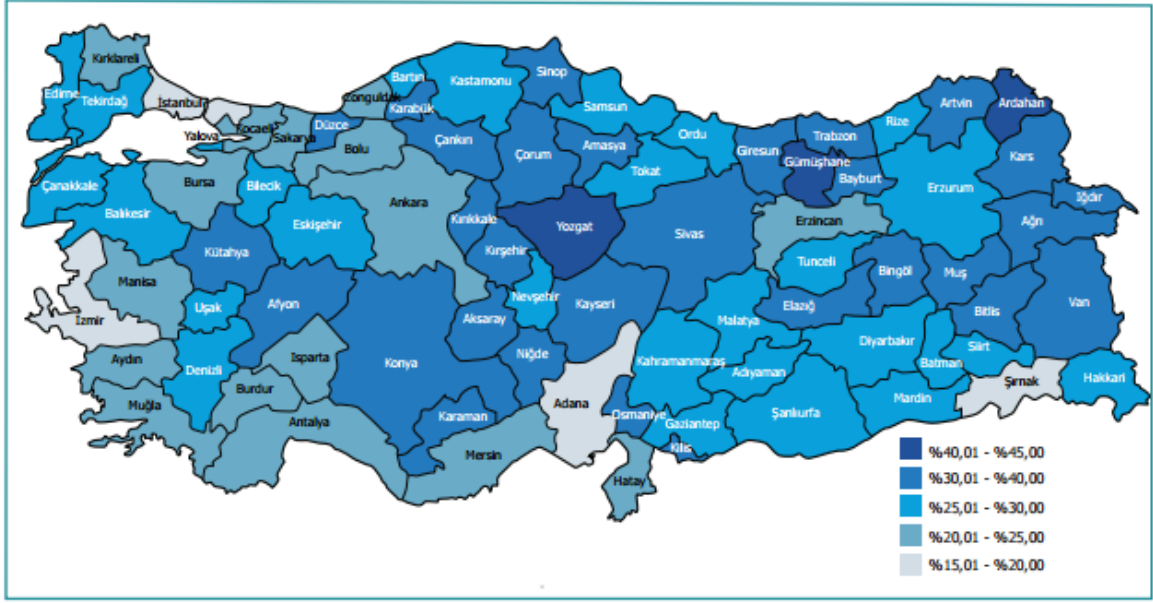 Kırklareli
Edirne
Tekirdağ
İstanbul
Yalova
Kocaeli
Sakarya
Düzce
Zonguldak
Bartın
Karabük
Kastamonu
Sinop
Samsun
Çankırı
Çorum
Amasya
Ordu
Tokat
Giresun
Trabzon
Gümüşhane
Bayburt
Rize
Artvin
Ardahan
Kars
Iğdır
Ağrı
Erzurum
Erzincan
Çanakkale
Balıkesir
Bursa
Bilecik
Bolu
Eskişehir
Ankara
Kırıkkale
Kırşehir
Yozgat
Sivas
Tunceli
Bingöl
Muş
Bitlis
Van
Kütahya
Manisa
Uşak
Afyon
İzmir
Aydın
Denizli
Isparta
Burdur
Muğla
Antalya
Konya
Aksaray
Nevşehir
Kayseri
Niğde
Karaman
Mersin
Adana
Osmaniye
Hatay
Kilis
Gaziantep
Kahramanmaraş
Malatya
Elazığ
Adıyaman
Şanlıurfa
Diyarbakır
Batman
Siirt
Mardin
Şırnak
Hakkari
%40,01 - %45,00
%30,01 - %40,00
%25,01 - %30,00
%20,01 - %25,00
%15,01 - %20,00